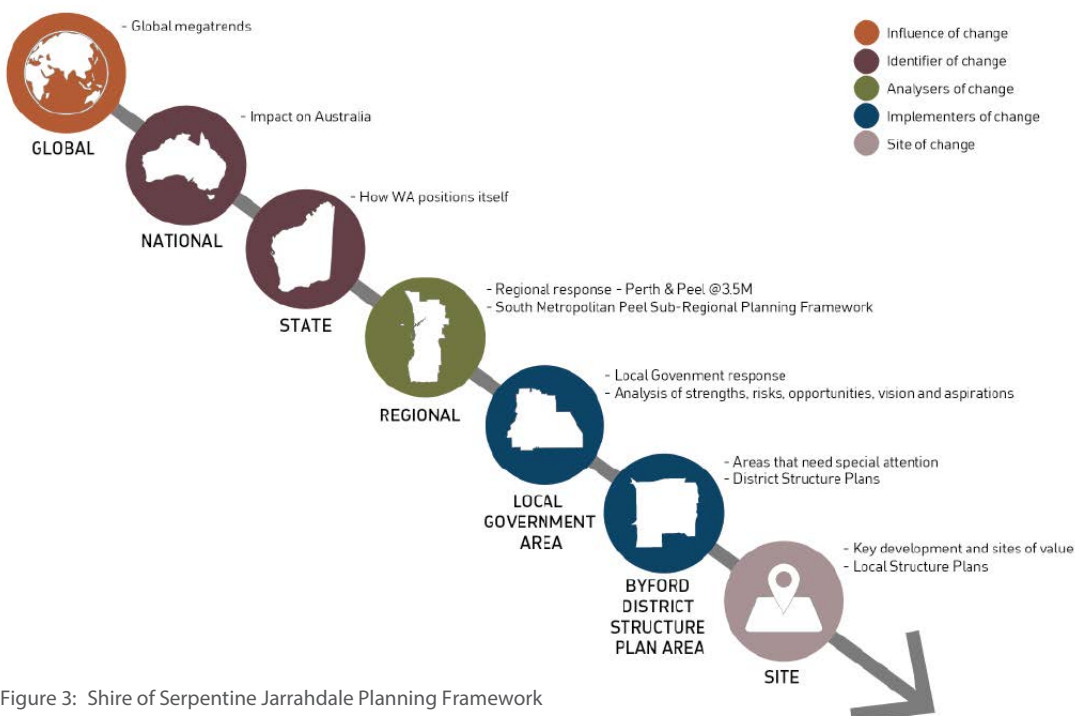 - Global megatrends
GLOBAL
- Impact on Australia
NATIONAL
- How WA positions itself
STATE
- Regional response - Perth & Peel @3.5M
- South Metropolitan Peel Sub-Regional Planning Framework
REGIONAL
- Local Govenment response
- Analysis of strengths, risks, opportunities, vision and aspirations
LOCAL
GOVERNMENT
AREA
- Areas that need special attention
- District Structure Plans
BYFORD
DISTRICT
STRUCTURE
PLAN AREA
- Key development and sites of value
- Local Structure Plans
SITE
Influence of change
Identifier of change
Analysers of change
Implementers of change
Site of change
Figure 3: Shire of Serpentine Jarrahdale Planning Framework